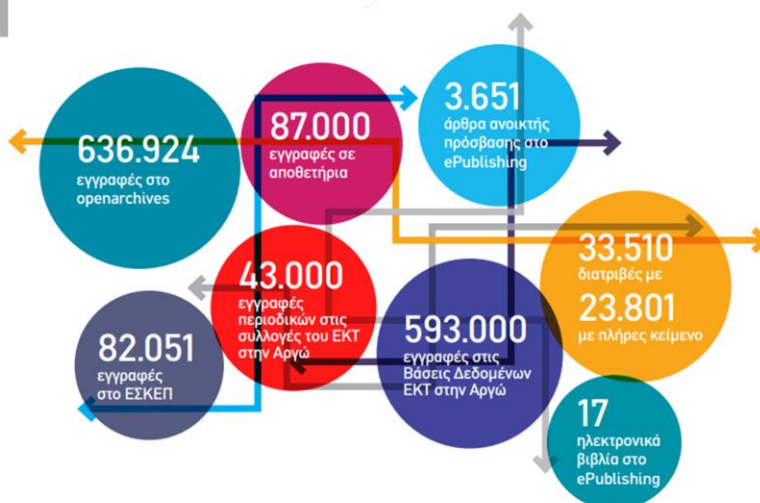 636.924
εγγραφές στο
openarchives
87.000
εγγραφές σε
αποθετήρια
3.651
άρθρα ανοικτής
πρόσβασης στο
ePublishing
43.000
εγγραφές
περιοδικών στις
συλλογές του ΕΚΤ
στην Αργώ
33.510
διατριβές με
23.801
με πλήρες κείμενο
82.051
εγγραφές
στο ΕΣΚΕΠ
593.000
εγγραφές στις
Βάσεις Δεδομένων
ΕΚΤ στην Αργώ
17
ηλεκτρονικά
βιβλία στο
ePublishing